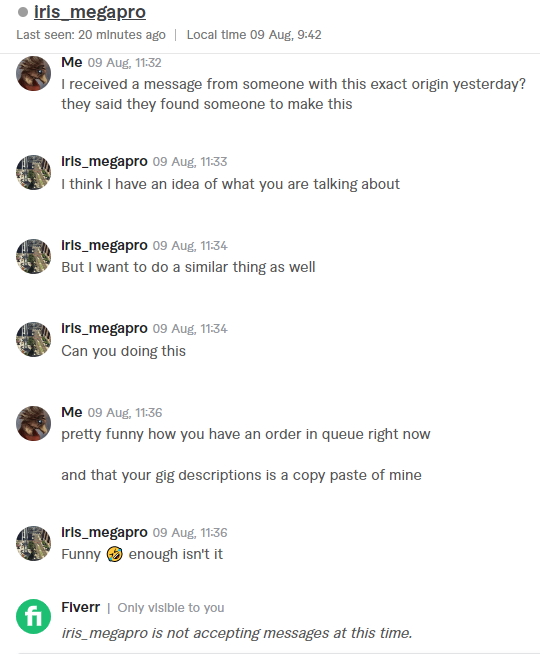 iris_megapro
Last seen: 20 minutes ago | Local time 09 Aug, 9:42
Me 09 Aug, 11:32
I received a message from someone with this exact origin yesterday?
they said they found someone to make this
iris_megapro 09 Aug, 11:33
I think I have an idea of what you are talking about
iris_megapro 09 Aug, 11:34
But I want to do a similar thing as well
iris_megapro 09 Aug, 11:34
Can you doing this
Me 09 Aug, 11:36
pretty funny how you have an order in queue right now
and that your gig descriptions is a copy paste of mine
iris_megapro 09 Aug, 11:36
Funny 🤣 enough isn't it
fi
Fiverr | Only visible to you
iris_megapro is not accepting messages at this time.